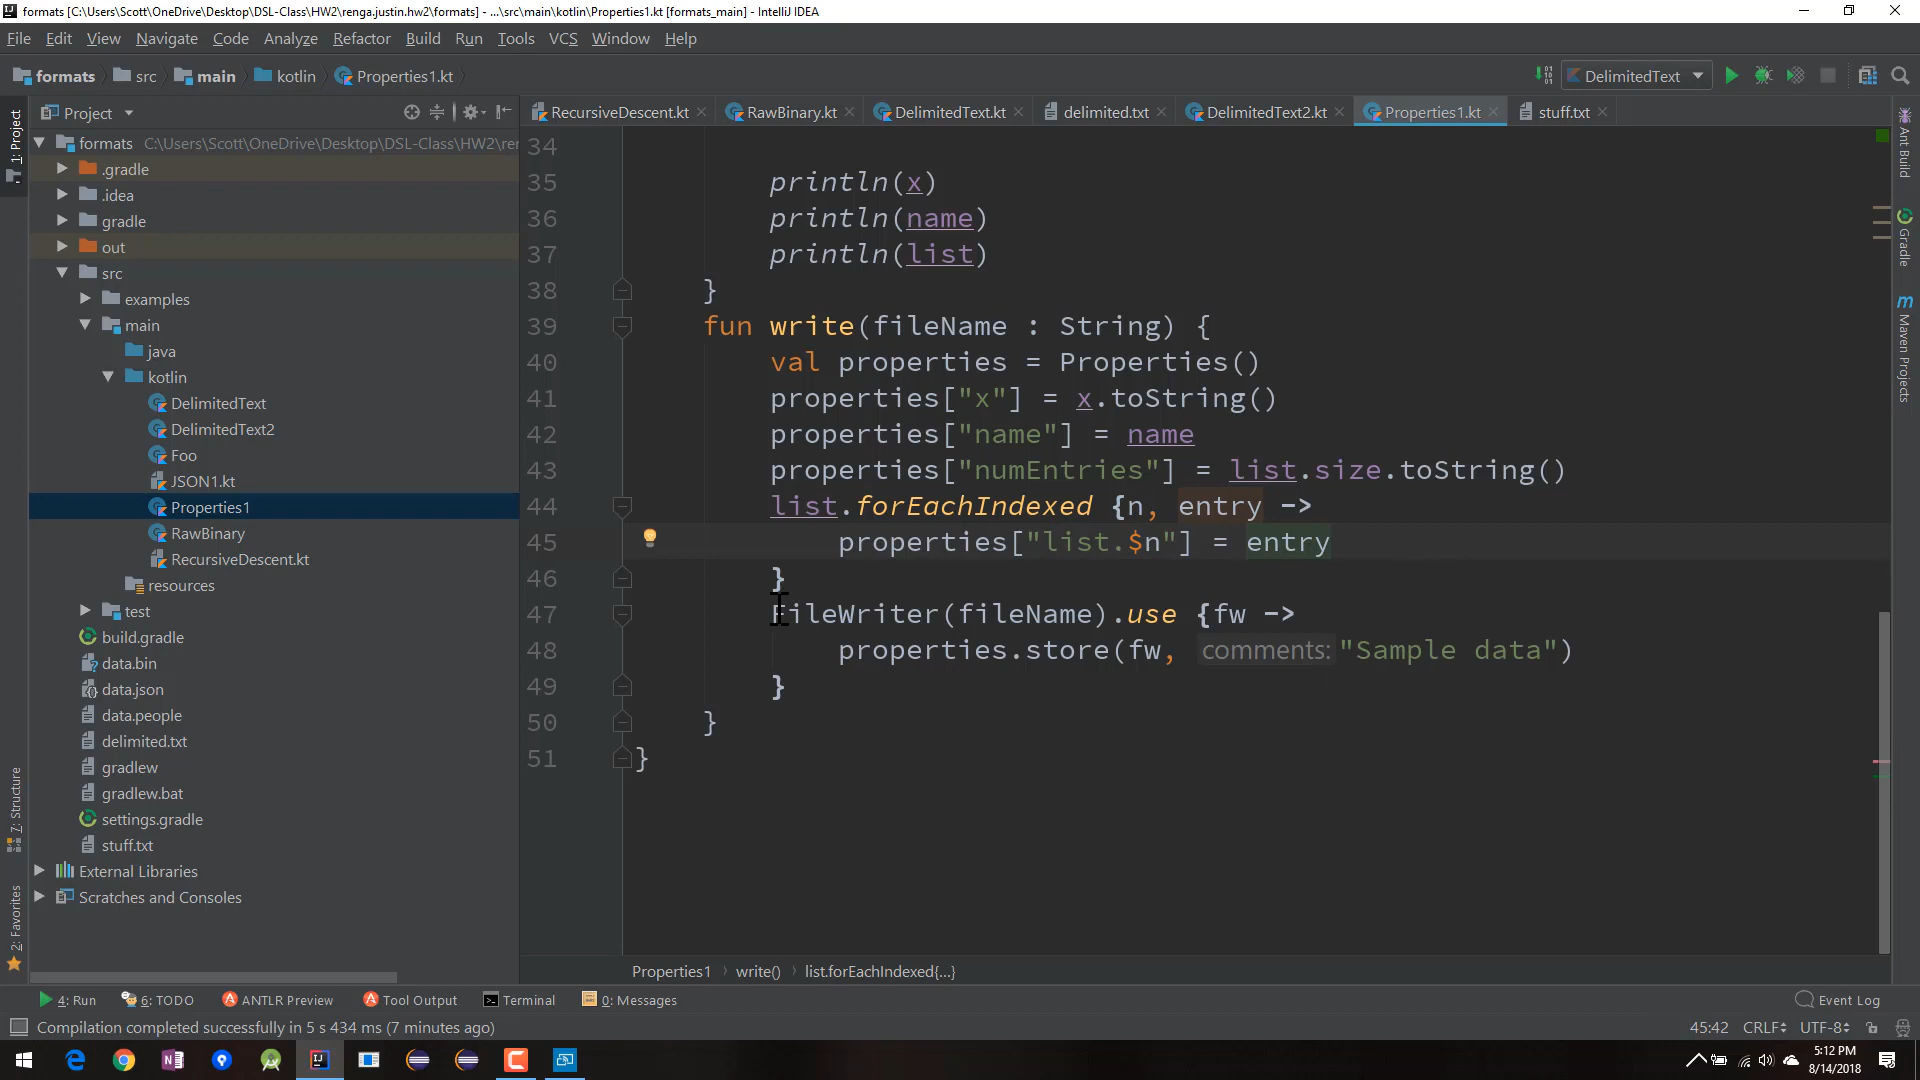 formats [C:\Users\Scott\OneDrive\Desktop\DSL-Class\HW2\renga.justin.hw2\formats] - ...\src\main\kotlin\Properties1.kt [formats_main] - IntelliJ IDEA
File Edit View Navigate Code Analyze Refactor Build Run Tools VCS Window Help
formats src main kotlin Properties1.kt DelimitedText
Project
RecursiveDescent.kt RawBinary.kt DelimitedText.kt delimited.txt DelimitedText2.kt Properties1.kt stuff.txt
formats C:\Users\Scott\OneDrive\Desktop\DSL-Class\HW2\rer
.gradle
.idea
gradle
out
src
examples
main
java
kotlin
DelimitedText
DelimitedText2
Foo
JSON1.kt
Properties1
RawBinary
RecursiveDescent.kt
resources
test
build.gradle
data.bin
data.json
data.people
delimited.txt
gradlew
gradlew.bat
settings.gradle
stuff.txt
External Libraries
Scratches and Consoles
34
35 println(x)
36 println(name)
37 println(list)
38 }
39 fun write(fileName : String) {
40 val properties = Properties()
41 properties["x"] = x.toString()
42 properties["name"] = name
43 properties["numEntries"] = list.size.toString()
44 list.forEachIndexed {n, entry ->
45 properties["list.$n"] = entry
46 }
47 FileWriter(fileName).use {fw ->
48 properties.store(fw, comments: "Sample data")
49 }
50 }
51 }
1: Project
7: Structure
2: Favorites
Ant Build
Gradle
Maven Projects
Properties1 › write() › list.forEachIndexed{...}
4: Run 6: TODO ANTLR Preview Tool Output Terminal 0: Messages Event Log
Compilation completed successfully in 5 s 434 ms (7 minutes ago) 45:42 CRLF UTF-8
5:12 PM
8/14/2018